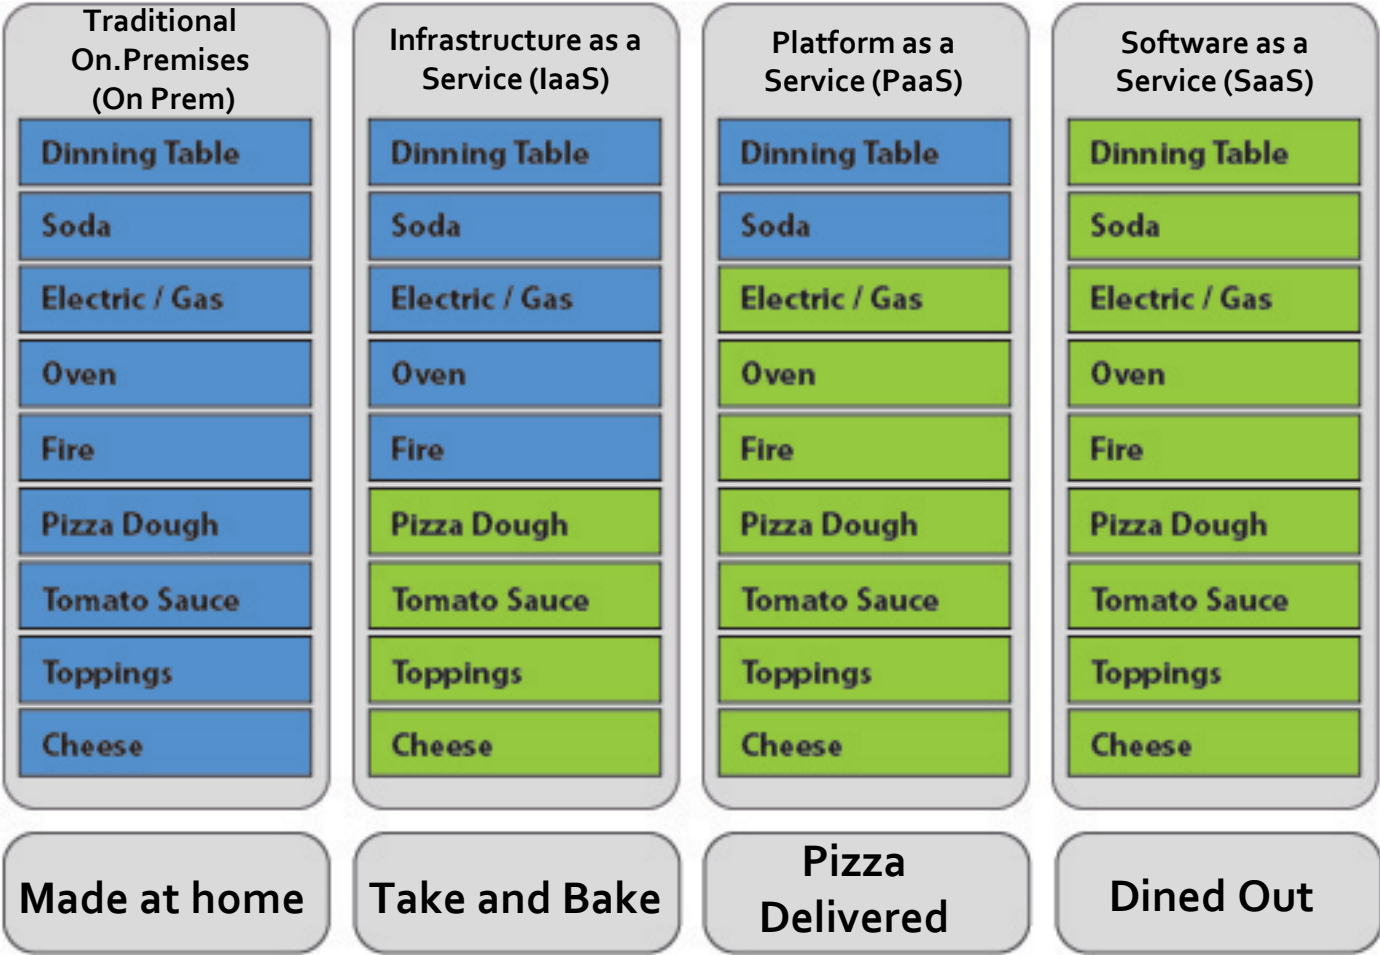 Traditional
On.Premises
(On Prem)
Dinning Table
Soda
Electric / Gas
Oven
Fire
Pizza Dough
Tomato Sauce
Toppings
Cheese
Made at home
Infrastructure as a
Service (IaaS)
Dinning Table
Soda
Electric / Gas
Oven
Fire
Pizza Dough
Tomato Sauce
Toppings
Cheese
Take and Bake
Platform as a
Service (PaaS)
Dinning Table
Soda
Electric / Gas
Oven
Fire
Pizza Dough
Tomato Sauce
Toppings
Cheese
Pizza
Delivered
Software as a
Service (SaaS)
Dinning Table
Soda
Electric / Gas
Oven
Fire
Pizza Dough
Tomato Sauce
Toppings
Cheese
Dined Out